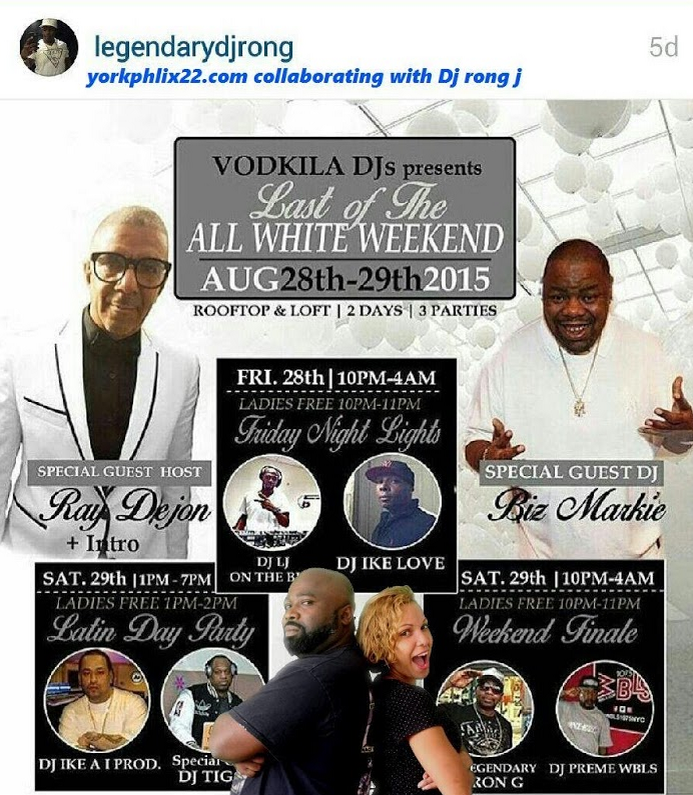 legendarydjrong
5d
yorkphlix22.com collaborating with Dj rong j
VODKILA DJs presents
Last of The
ALL WHITE WEEKEND
AUG28th-29th2015
ROOFTOP & LOFT | 2 DAYS | 3 PARTIES
FRI. 28th | 10PM-4AM
LADIES FREE 10PM-11PM
Friday Night Lights
SPECIAL GUEST HOST
Ray Dejon
+ Intro
SPECIAL GUEST DJ
Biz Markie
DJ LJ
ON THE B
DJ IKE LOVE
SAT. 29th | 1PM - 7PM
LADIES FREE 1PM-2PM
Latin Day Party
DJ IKE A I PROD.
Special
DJ TIG
SAT. 29th | 10PM-4AM
LADIES FREE 10PM-11PM
Weekend Finale
107.5
WBLS
EGENDARY
RON G
DJ PREME WBLS